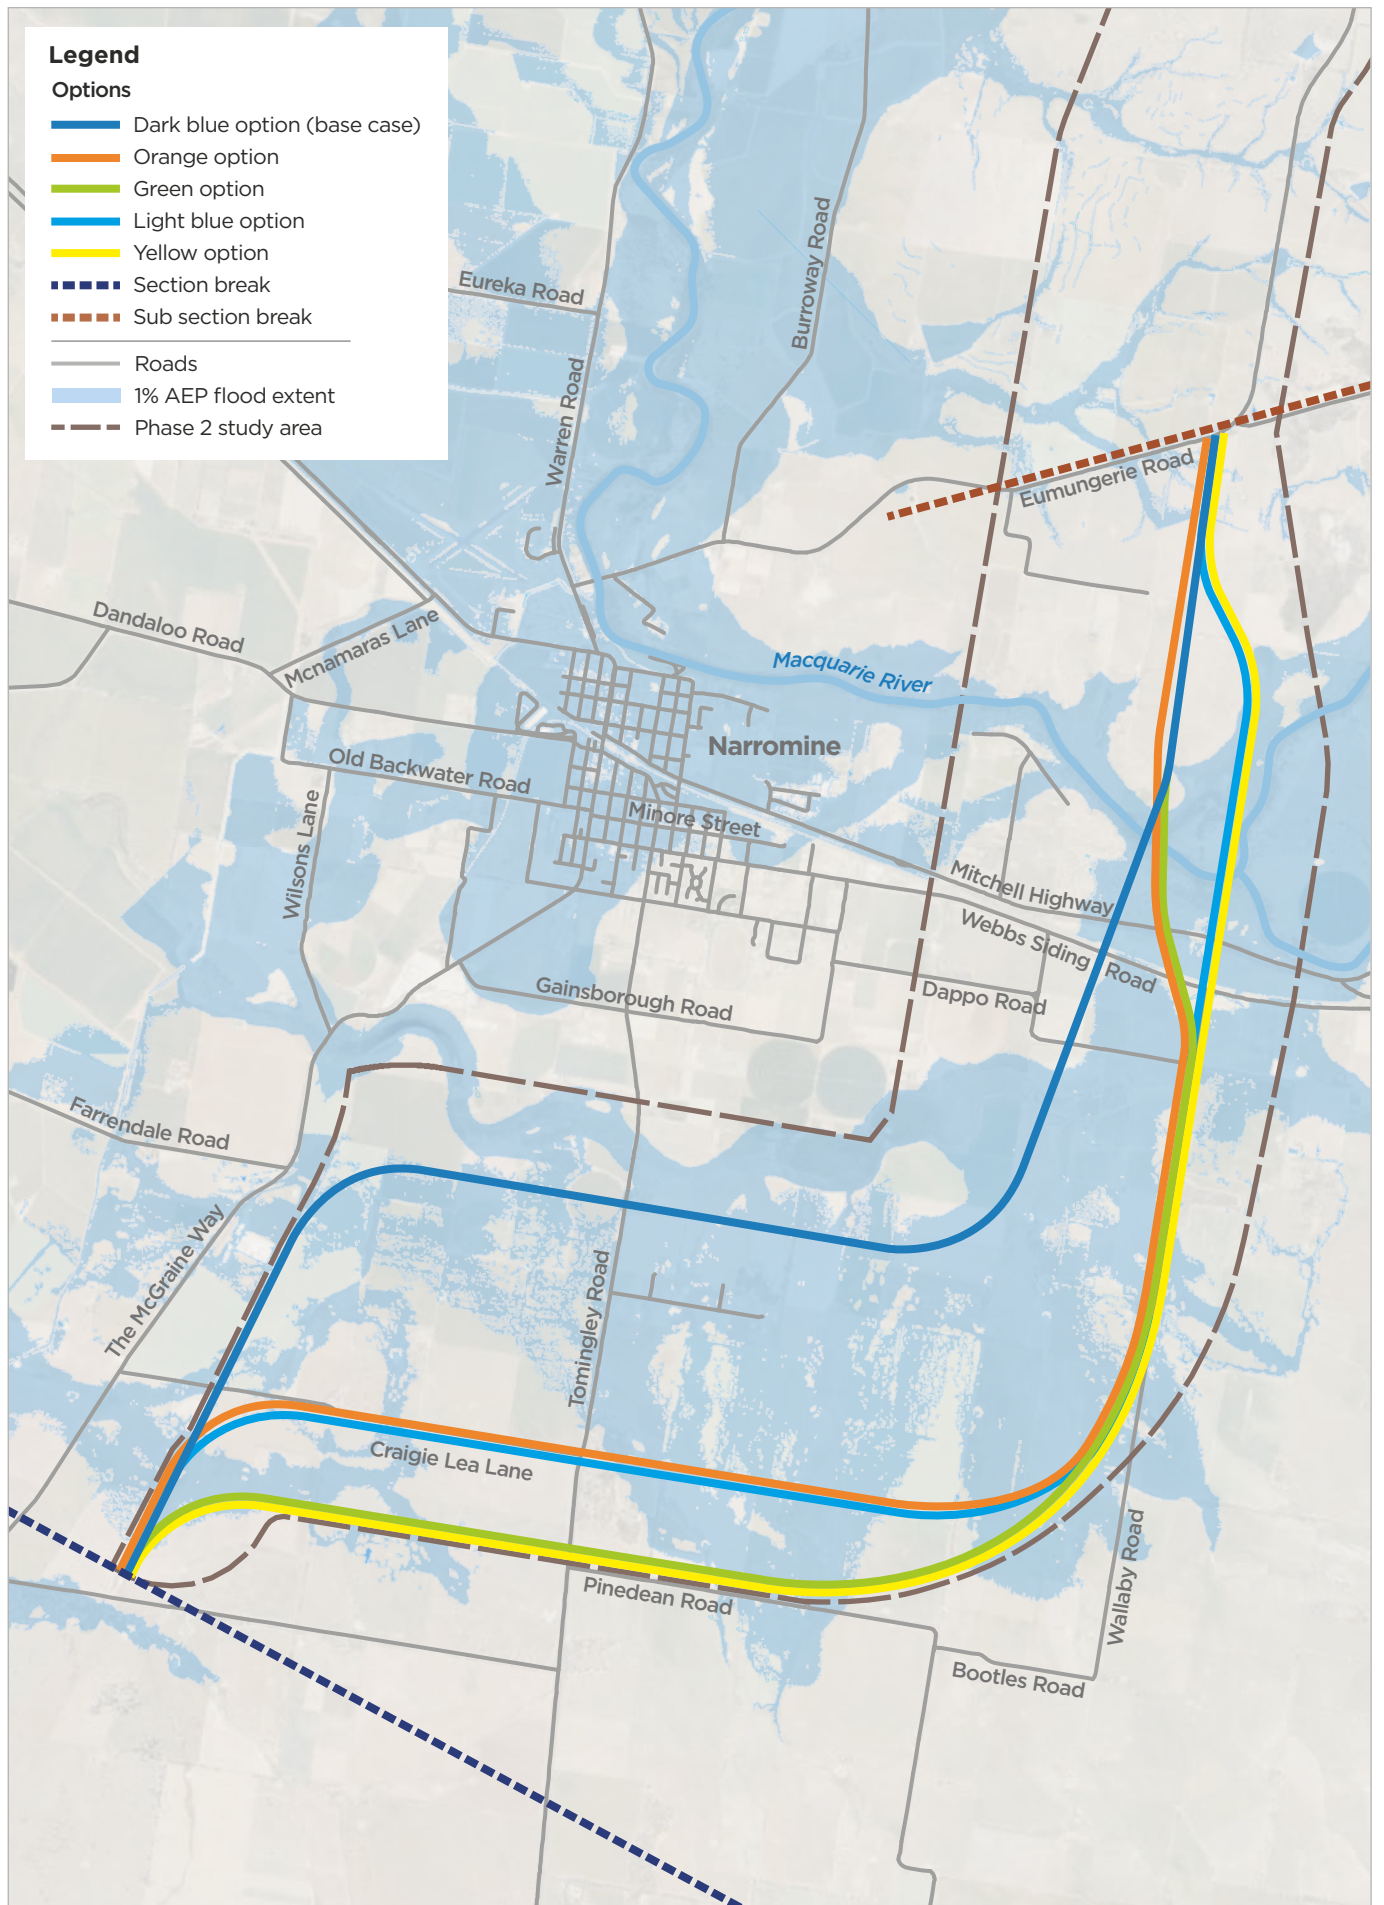 Legend
Options
Dark blue option (base case)
Orange option
Green option
Light blue option
Yellow option
Section break
Sub section break
Roads
1% AEP flood extent
Phase 2 study area
Eureka Road
Burroway Road
Warren Road
Eumungerie Road
Dandaloo Road
Mcnamaras Lane
Macquarie River
Narromine
Old Backwater Road
Minore Street
Wilsons Lane
Mitchell Highway
Webbs Siding Road
Gainsborough Road
Dappo Road
Farrendale Road
The McGraine Way
Tomingley Road
Craigie Lea Lane
Pinedean Road
Wallaby Road
Bootles Road